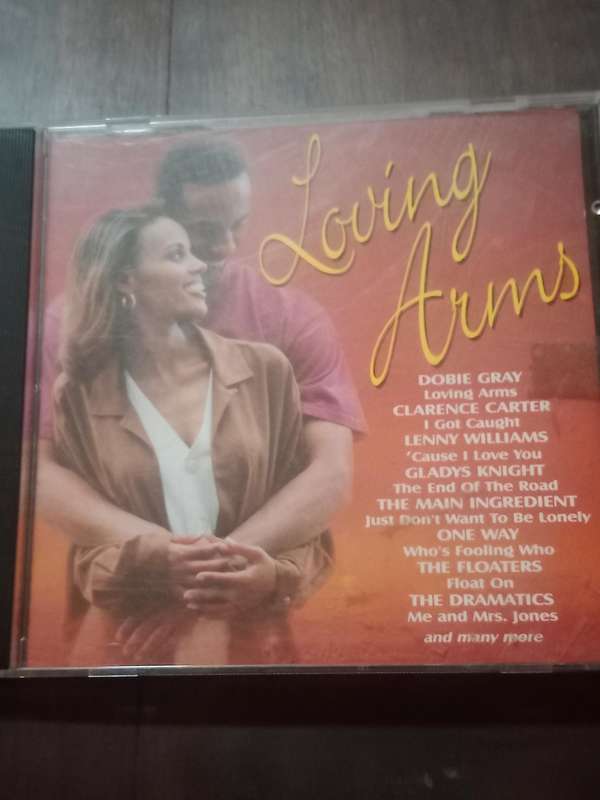 Loving
Arms
DOBIE GRAY
Loving Arms
CLARENCE CARTER
I Got Caught
LENNY WILLIAMS
'Cause I Love You
GLADYS KNIGHT
The End Of The Road
THE MAIN INGREDIENT
Just Don't Want To Be Lonely
ONE WAY
Who's Fooling Who
THE FLOATERS
Float On
THE DRAMATICS
Me and Mrs. Jones
and many more